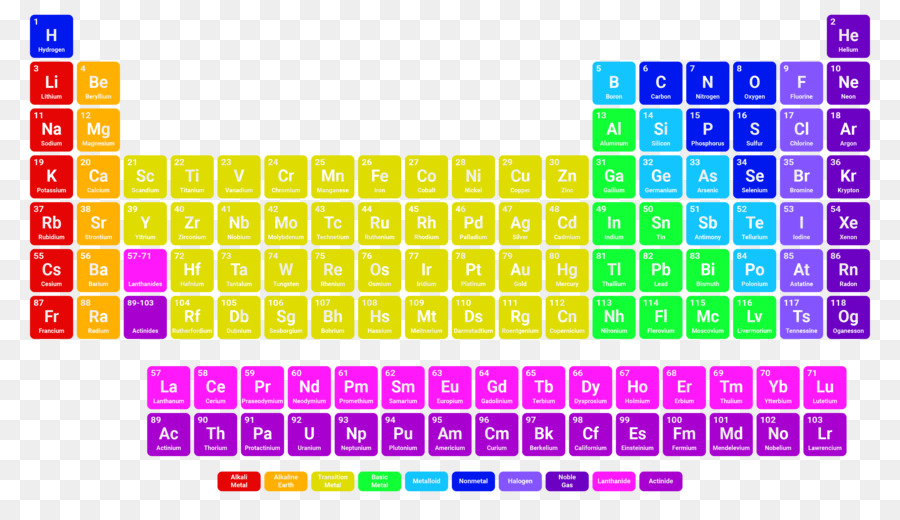 1 2
H He
Hydrogen Helium
3 4 5 6 7 8 9 10
Li Be B C N O F Ne
Lithium Beryllium Boron Carbon Nitrogen Oxygen Fluorine Neon
11 12 13 14 15 16 17 18
Na Mg Al Si P S Cl Ar
Sodium Magnesium Aluminum Silicon Phosphorus Sulfur Chlorine Argon
19 20 21 22 23 24 25 26 27 28 29 30 31 32 33 34 35 36
K Ca Sc Ti V Cr Mn Fe Co Ni Cu Zn Ga Ge As Se Br Kr
Potassium Calcium Scandium Titanium Vanadium Chromium Manganese Iron Cobalt Nickel Copper Zinc Gallium Germanium Arsenic Selenium Bromine Krypton
37 38 39 40 41 42 43 44 45 46 47 48 49 50 51 52 53 54
Rb Sr Y Zr Nb Mo Tc Ru Rh Pd Ag Cd In Sn Sb Te I Xe
Rubidium Strontium Yttrium Zirconium Niobium Molybdenum Technetium Ruthenium Rhodium Palladium Silver Cadmium Indium Tin Antimony Tellurium Iodine Xenon
55 56 57-71 72 73 74 75 76 77 78 79 80 81 82 83 84 85 86
Cs Ba Hf Ta W Re Os Ir Pt Au Hg Tl Pb Bi Po At Rn
Cesium Barium Lanthanides Hafnium Tantalum Tungsten Rhenium Osmium Iridium Platinum Gold Mercury Thallium Lead Bismuth Polonium Astatine Radon
87 88 89-103 104 105 106 107 108 109 110 111 112 113 114 115 116 117 118
Fr Ra Rf Db Sg Bh Hs Mt Ds Rg Cn Nh Fl Mc Lv Ts Og
Francium Radium Actinides Rutherfordium Dubnium Seaborgium Bohrium Hassium Meitnerium Darmstadtium Roentgenium Copernicium Nihonium Flerovium Moscovium Livermorium Tennessine Oganesson
57 58 59 60 61 62 63 64 65 66 67 68 69 70 71
La Ce Pr Nd Pm Sm Eu Gd Tb Dy Ho Er Tm Yb Lu
Lanthanum Cerium Praseodymium Neodymium Promethium Samarium Europium Gadolinium Terbium Dysprosium Holmium Erbium Thulium Ytterbium Lutetium
89 90 91 92 93 94 95 96 97 98 99 100 101 102 103
Ac Th Pa U Np Pu Am Cm Bk Cf Es Fm Md No Lr
Actinium Thorium Protactinium Uranium Neptunium Plutonium Americium Curium Berkelium Californium Einsteinium Fermium Mendelevium Nobelium Lawrencium
Alkali Metal
Alkaline Earth
Transition Metal
Basic Metal
Metalloid
Nonmetal
Halogen
Noble Gas
Lanthanide
Actinide